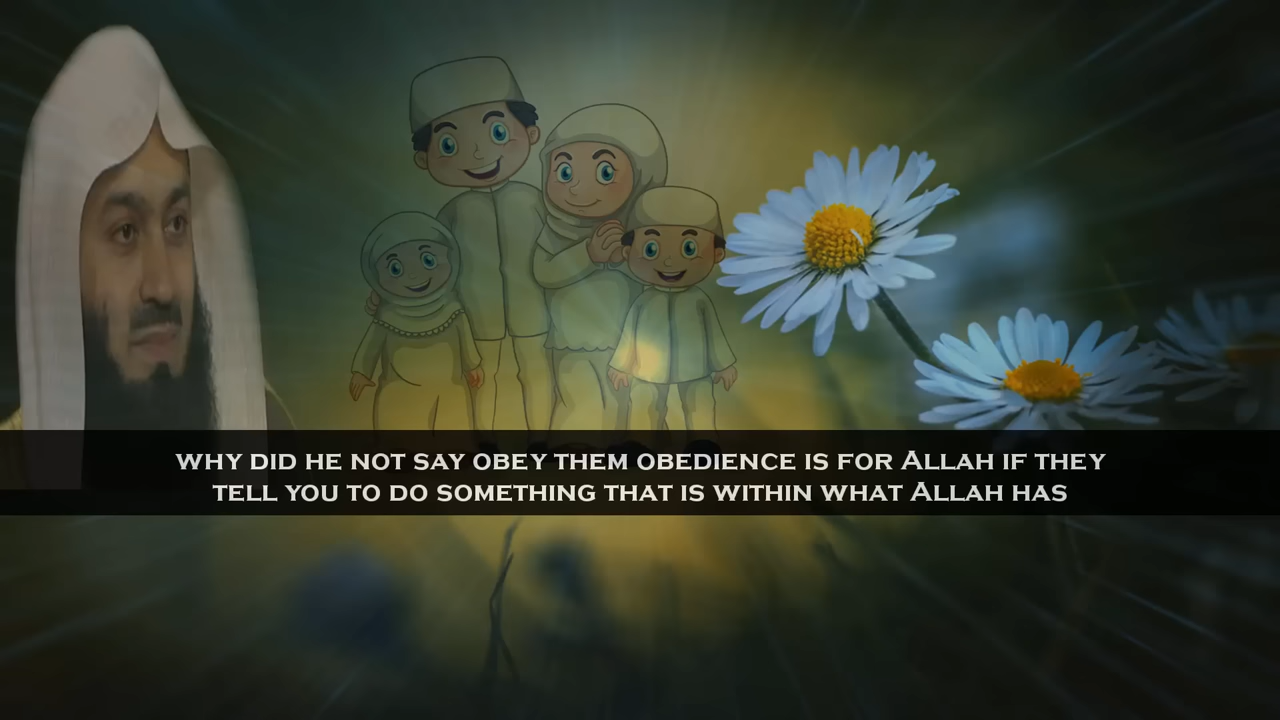 WHY DID HE NOT SAY OBEY THEM OBEDIENCE IS FOR ALLAH IF THEY
TELL YOU TO DO SOMETHING THAT IS WITHIN WHAT ALLAH HAS